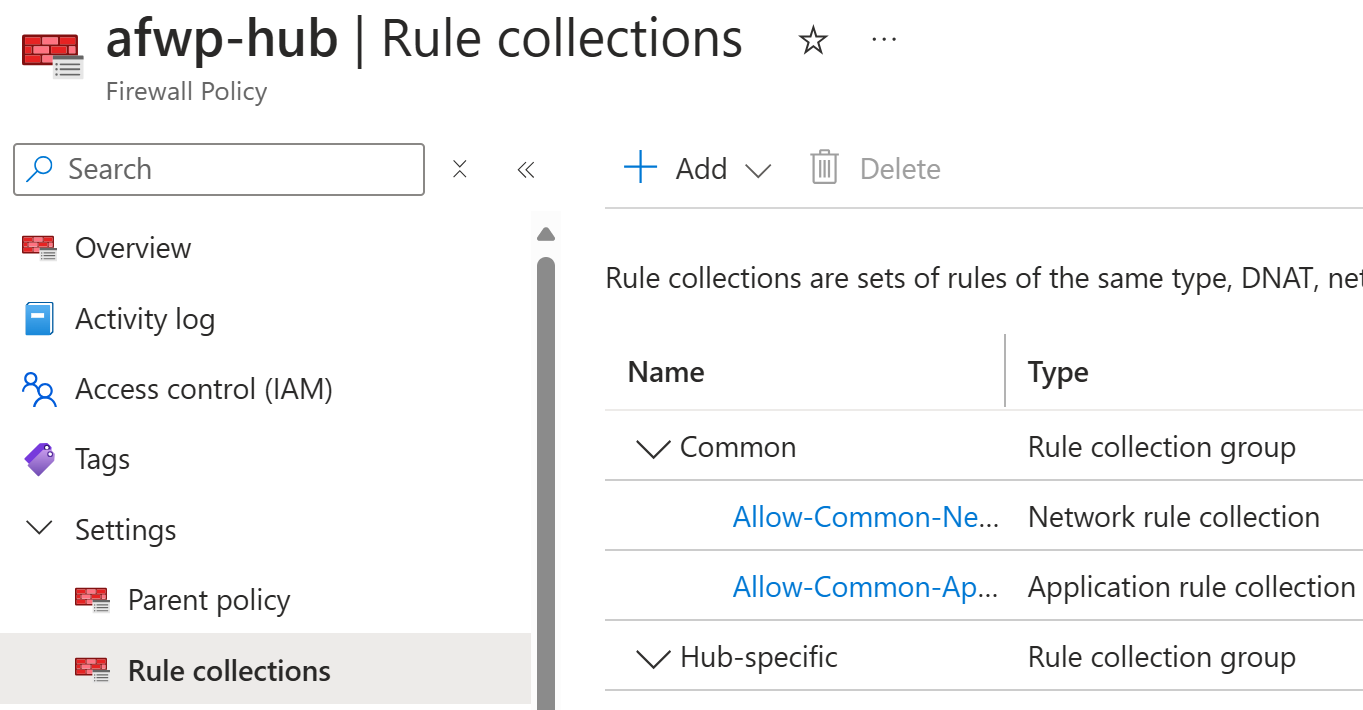 afwp-hub | Rule collections ☆ ...
Firewall Policy
Search
Add
Delete
Overview
Activity log
Access control (IAM)
Tags
Settings
Parent policy
Rule collections
Rule collections are sets of rules of the same type, DNAT, net
Name Type
Common Rule collection group
Allow-Common-Ne... Network rule collection
Allow-Common-Ap... Application rule collection
Hub-specific Rule collection group